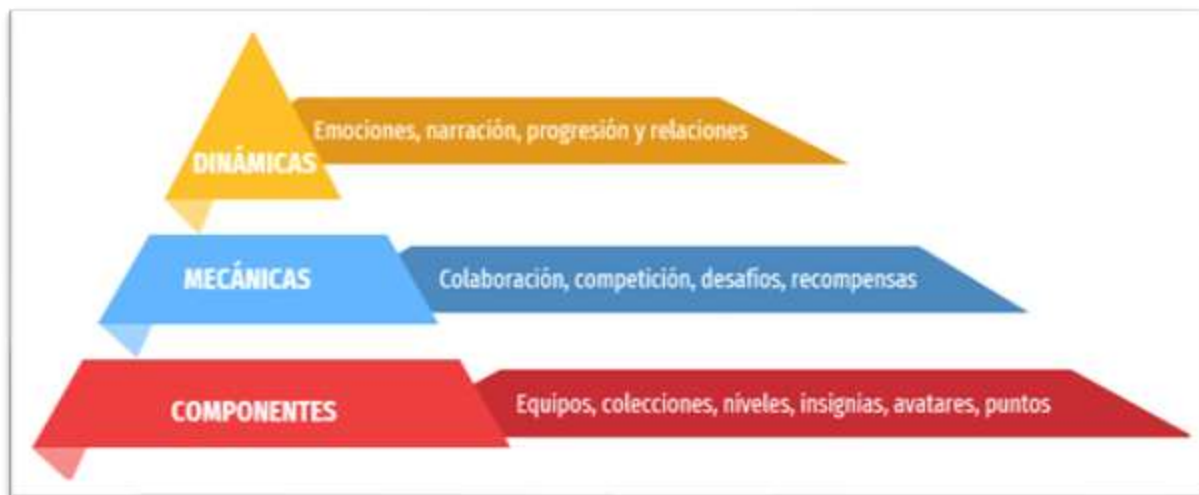 DINÁMICAS
Emociones, narración, progresión y relaciones
MECÁNICAS
Colaboración, competición, desafíos, recompensas
COMPONENTES
Equipos, colecciones, niveles, insignias, avatares, puntos